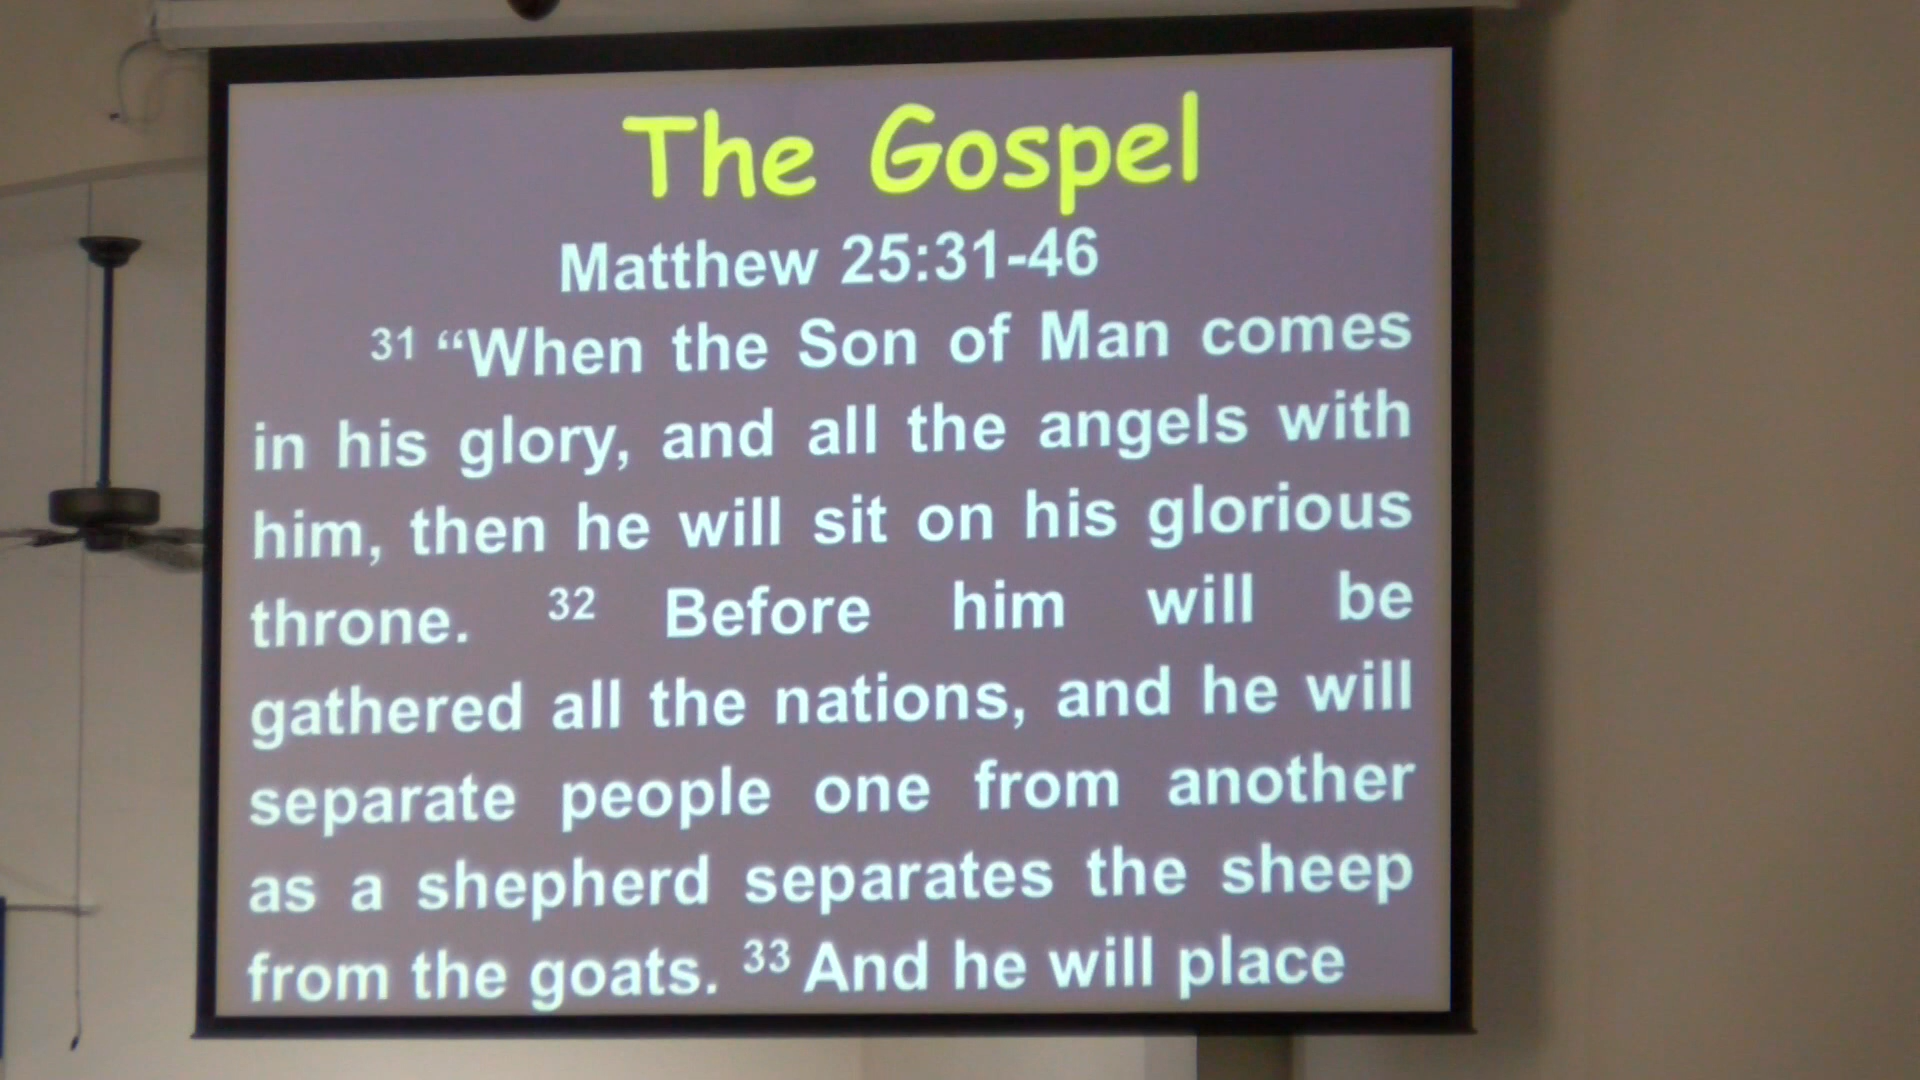 The Gospel
Matthew 25:31-46
31 “When the Son of Man comes
in his glory, and all the angels with
him, then he will sit on his glorious
throne. 32 Before him will be
gathered all the nations, and he will
separate people one from another
as a shepherd separates the sheep
from the goats. 33 And he will place